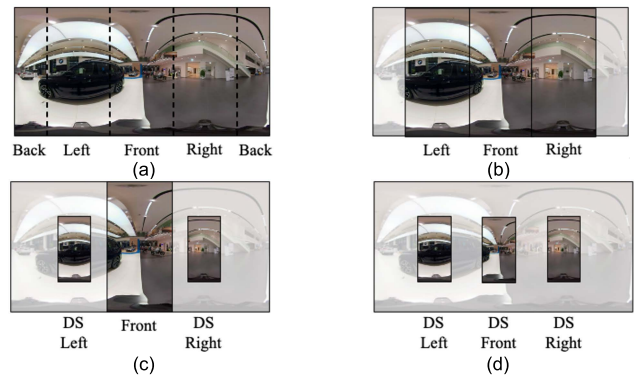 Back Left Front Right Back
(a)
Left Front Right
(b)
DS Left Front DS Right
(c)
DS Left DS Front DS Right
(d)